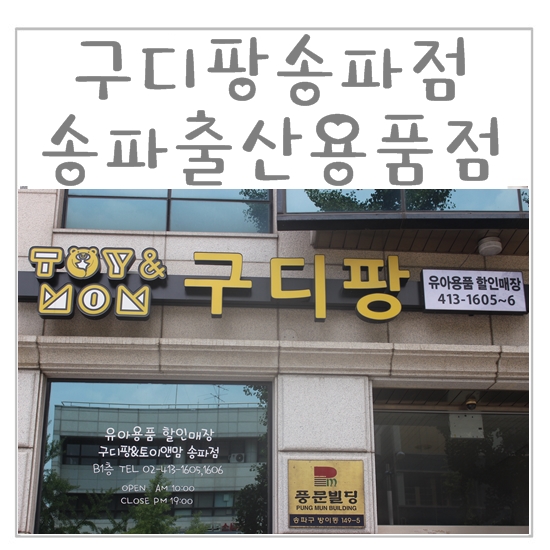 구디팡송파점
송파출산용품점
TOY&
MOM
구디팡
유아용품 할인매장
413-1605~6
유아용품 할인매장
구디팡&토이앤맘 송파점
B1층 TEL 02-413-1605,1606
OPEN AM 10:00
CLOSE PM 19:00
Pm
풍문빌딩
PUNG MUN BUILDING
송파구 방이동 149-5